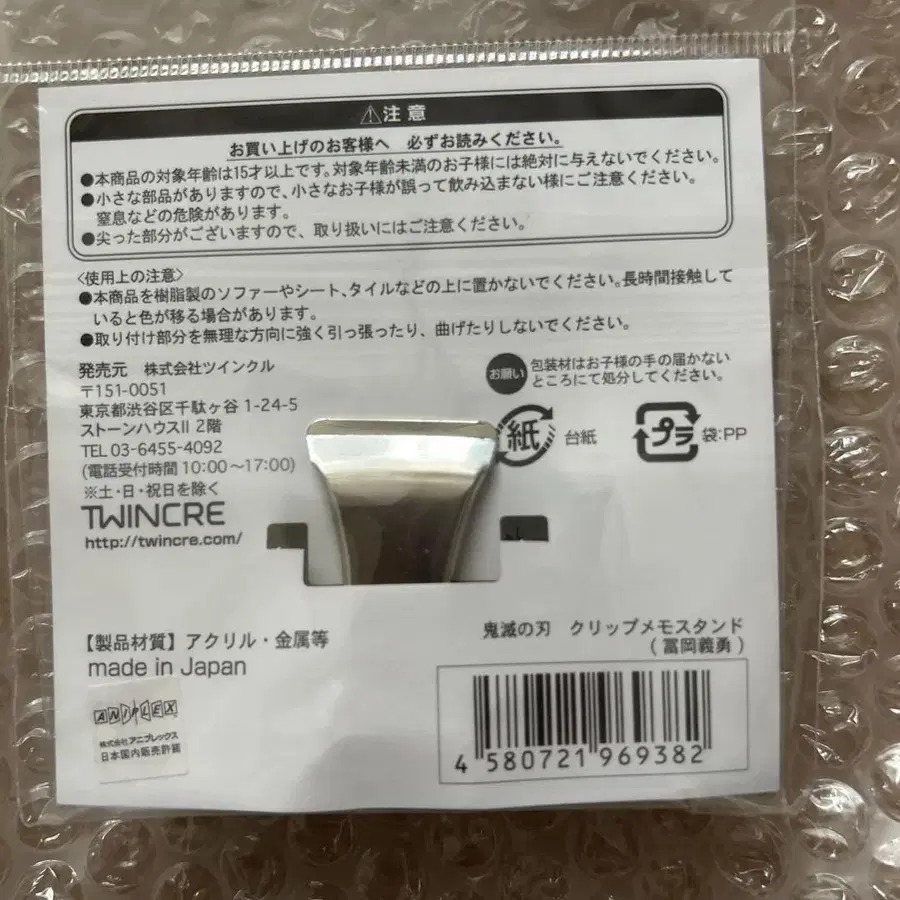 ⚠注意
お買い上げのお客様へ 必ずお読みください。
●本商品の対象年齢は15才以上です。対象年齢未満のお子様には絶対に与えないでください。
●小さな部品がありますので、小さなお子様が誤って飲み込まない様にご注意ください。
窒息などの危険があります。
●尖った部分がございますので、取り扱いにはご注意ください。
〈使用上の注意〉
●本商品を樹脂製のソファーやシート、タイルなどの上に置かないでください。長時間接触して
いると色が移る場合があります。
●取り付け部分を無理な方向に強く引っ張ったり、曲げたりしないでください。
発売元 株式会社ツインクル
〒151-0051
東京都渋谷区千駄ヶ谷 1-24-5
ストーンハウスII 2階
TEL 03-6455-4092
(電話受付時間 10:00～17:00)
※土・日・祝日を除く
TWINCRE
http://twincre.com/
お願い
包装材はお子様の手の届かない
ところにて処分してください。
紙 台紙
プラ 袋:PP
【製品材質】アクリル・金属等
made in Japan
鬼滅の刃 クリップメモスタンド
(冨岡義勇)
ANIPLEX
株式会社アニプレックス
日本国内販売許諾
4 580721 969382